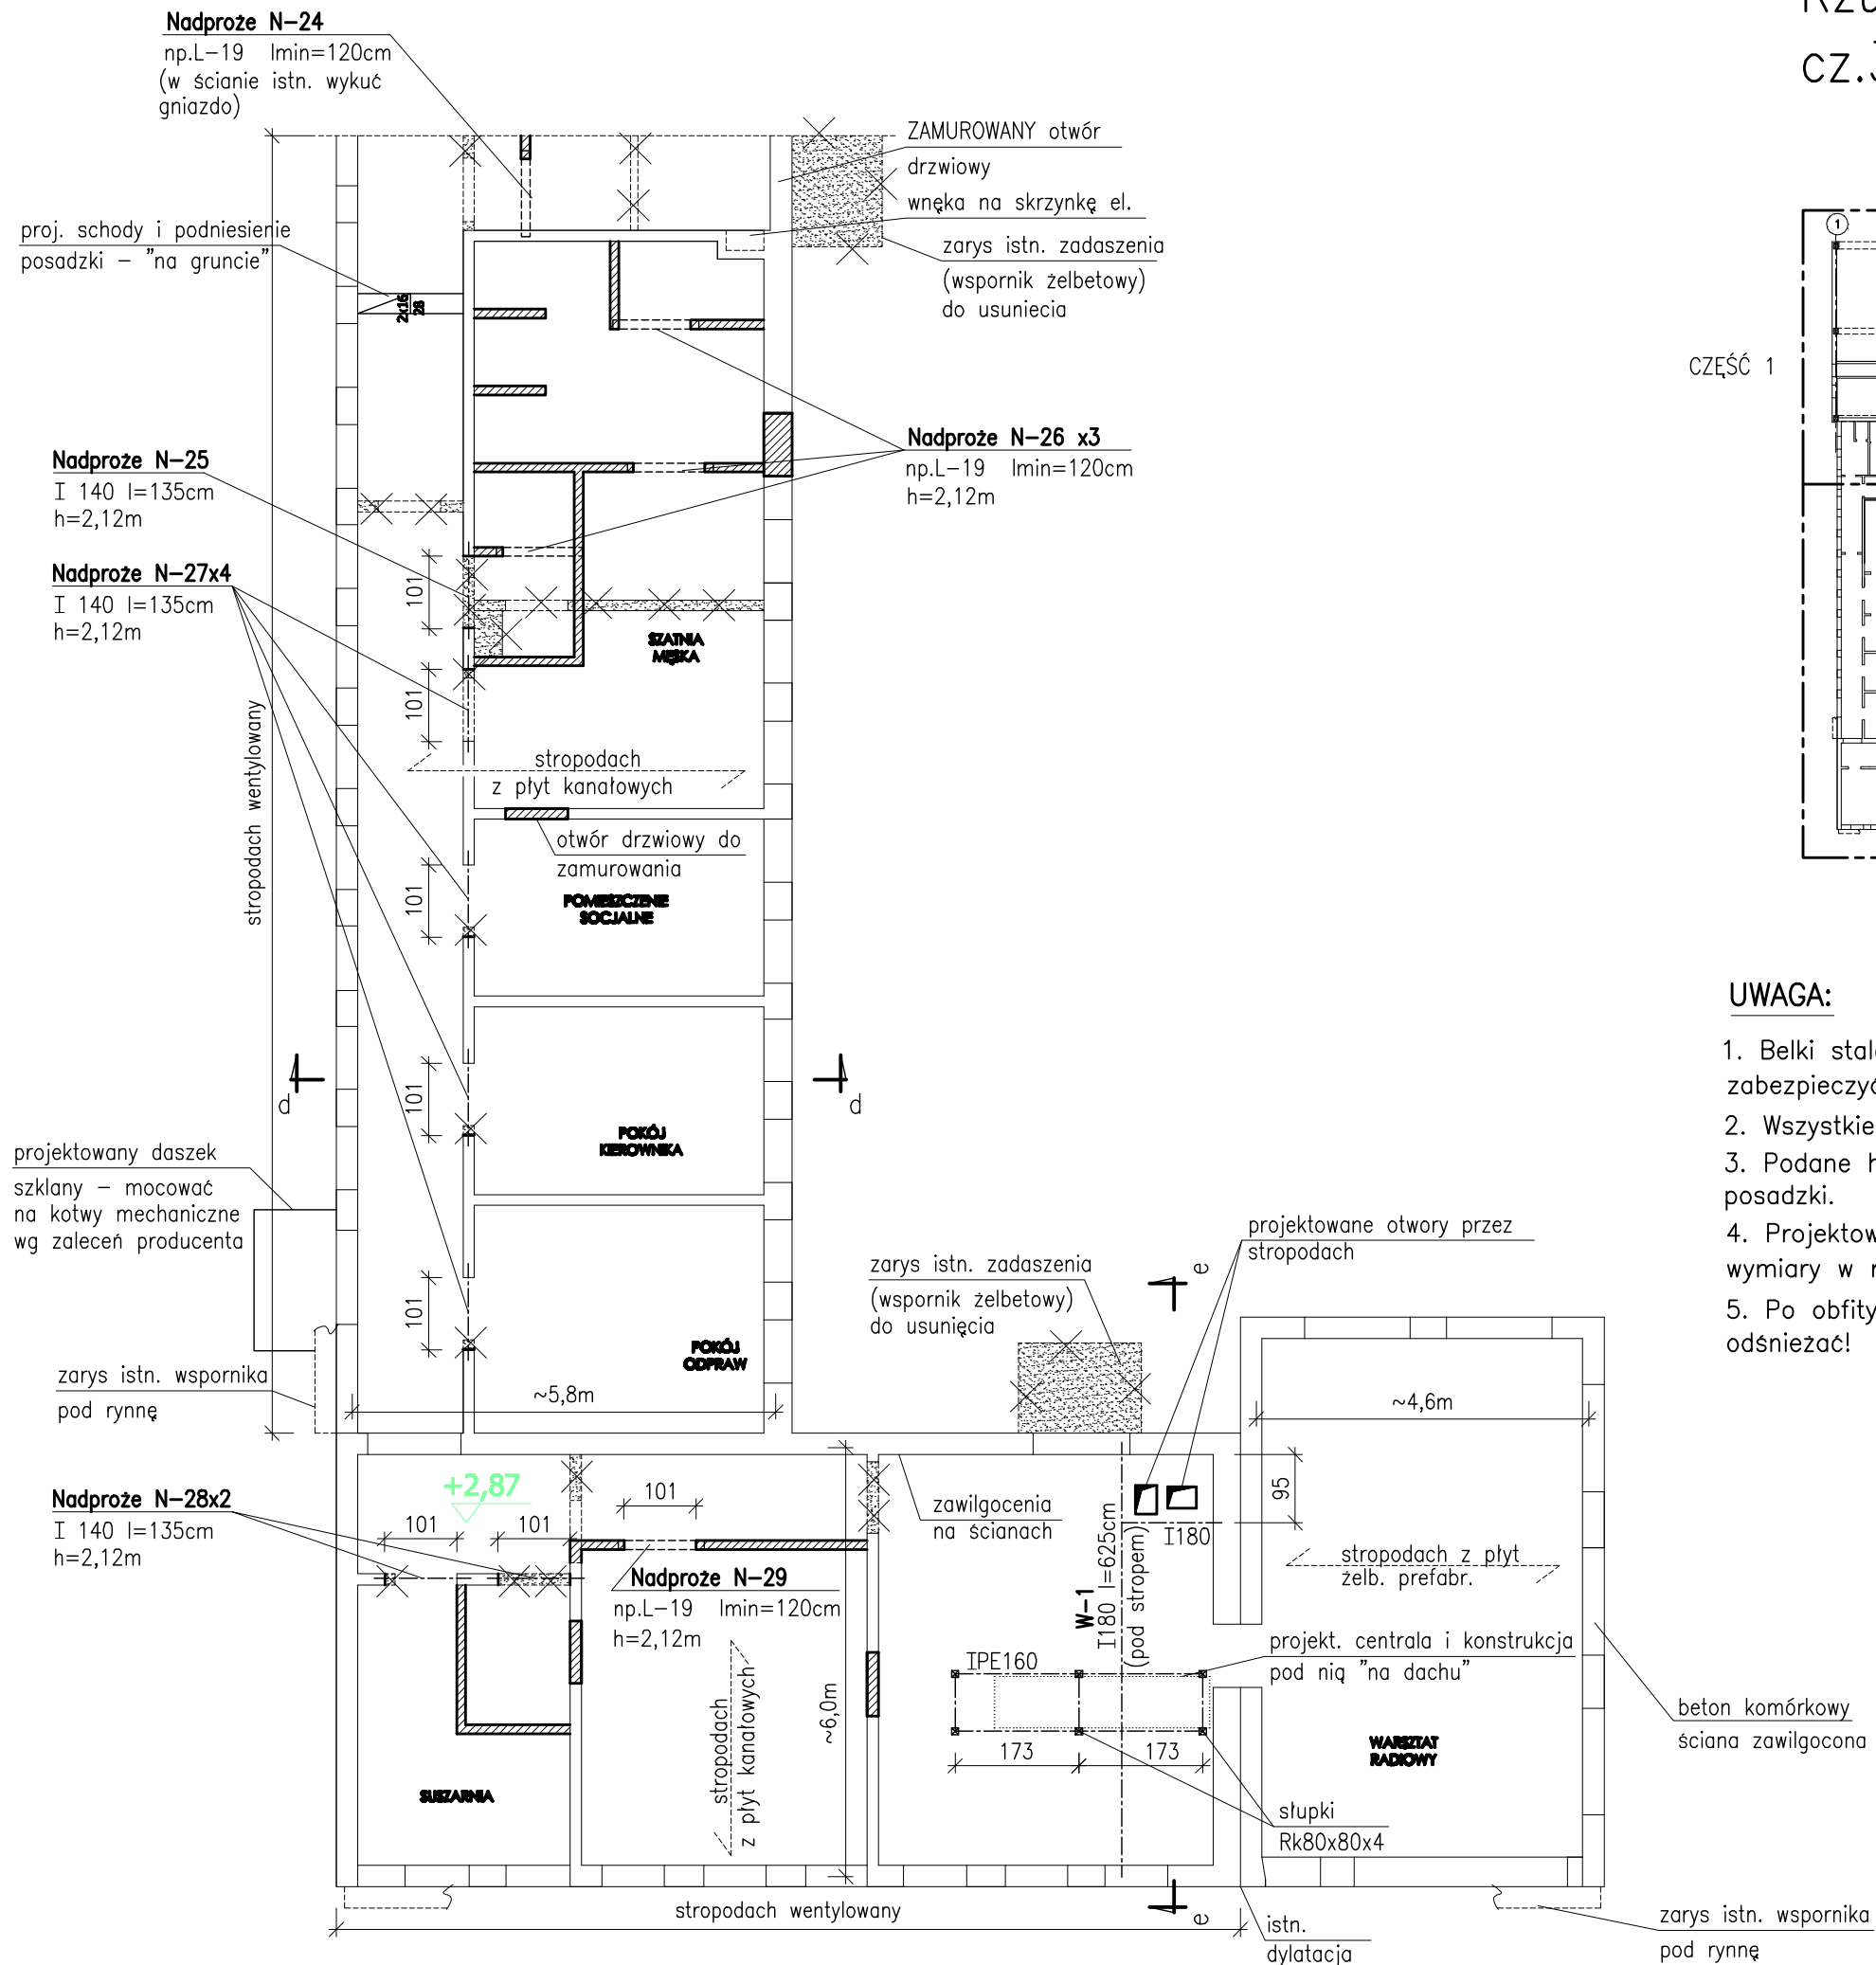 Nadproże N-24
np.L-19 lmin=120cm
(w ścianie istn. wykuć
gniazdo)
ZAMUROWANY otwór
drzwiowy
wnęka na skrzynkę el.
zarys istn. zadaszenia
(wspornik żelbetowy)
do usuniecia
proj. schody i podniesienie
posadzki - "na gruncie"
2x16
28
CZ.
CZĘŚĆ 1
1
Nadproże N-25
I 140 l=135cm
h=2,12m
Nadproże N-26 x3
np.L-19 lmin=120cm
h=2,12m
Nadproże N-27x4
I 140 l=135cm
h=2,12m
101
101
101
101
101
SZATNIA
MĘSKA
stropodach wentylowany
stropodach
z płyt kanałowych
otwór drzwiowy do
zamurowania
POMIESZCZENIE
SOCJALNE
d
d
POKÓJ
KIEROWNIKA
UWAGA:
1. Belki
zabezpieczyć
2. Wszystkie
3. Podane
posadzki.
4.
wymiary w
5. Po
odśnieżać!
projektowany daszek
szklany - mocować
na kotwy mechaniczne
wg zaleceń producenta
zarys istn. wspornika
pod rynnę
POKÓJ
ODPRAW
~5,8m
zarys istn. zadaszenia
(wspornik żelbetowy)
do usunięcia
projektowane otwory przez
stropodach
e
~4,6m
Nadproże N-28x2
I 140 l=135cm
h=2,12m
+2,87
101
101
101
Nadproże N-29
np.L-19 lmin=120cm
h=2,12m
zawilgocenia
na ścianach
W-1
I180 l=625cm
(pod stropem)
I180
95
stropodach z płyt
żelb. prefabr.
projekt. centrala i konstrukcja
pod nią "na dachu"
IPE160
173
173
~6,0m
stropodach
z płyt kanałowych
SUSZARNIA
WARSZTAT
RADIOWY
beton komórkowy
ściana zawilgocona
słupki
Rk80x80x4
stropodach wentylowany
e
istn.
dylatacja
zarys istn. wspornika
pod rynnę